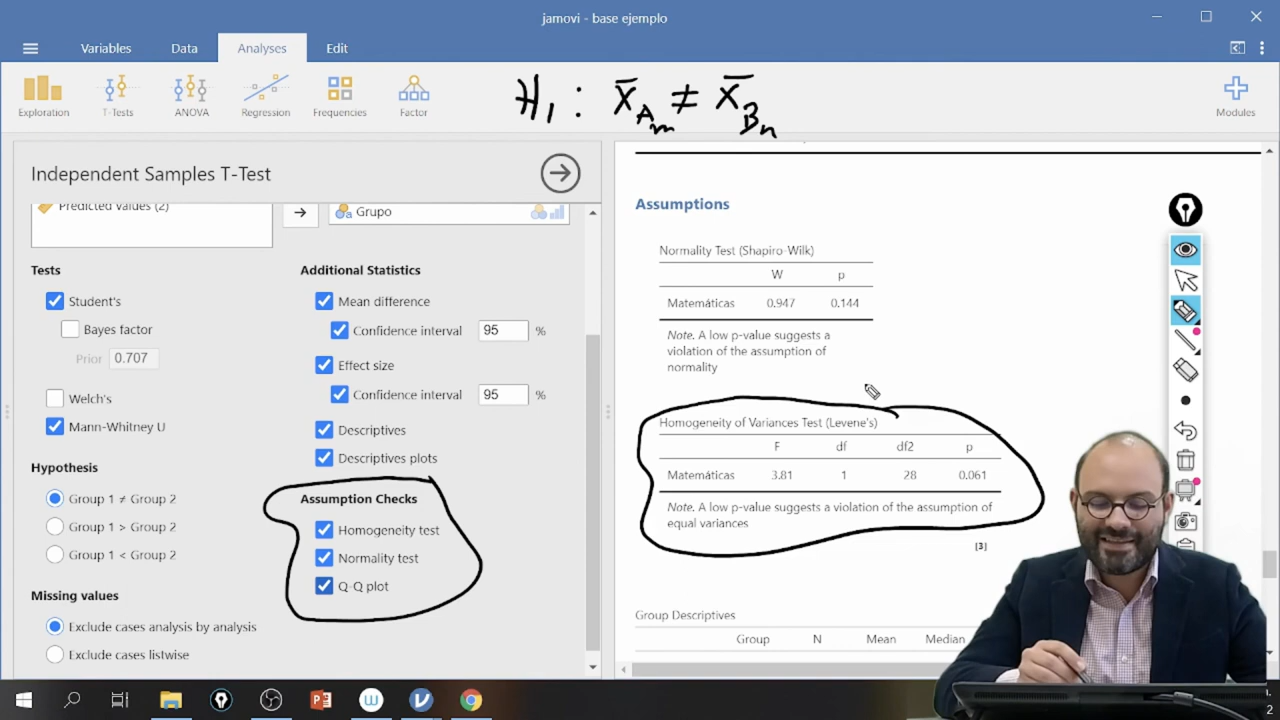 jamovi - base ejemplo
Variables Data Analyses Edit
Exploration T-Tests ANOVA Regression Frequencies Factor Modules
H₁ : X̄Aₘ ≠ X̄Bₙ
Independent Samples T-Test
Predicted Values (2)
Grupo
Tests
Student's
Bayes factor
Prior 0.707
Welch's
Mann-Whitney U
Hypothesis
Group 1 ≠ Group 2
Group 1 > Group 2
Group 1 < Group 2
Missing values
Exclude cases analysis by analysis
Exclude cases listwise
Additional Statistics
Mean difference
Confidence interval 95 %
Effect size
Confidence interval 95 %
Descriptives
Descriptives plots
Assumption Checks
Homogeneity test
Normality test
Q-Q plot
Assumptions
Normality Test (Shapiro-Wilk)
W p
Matemáticas 0.947 0.144
Note. A low p-value suggests a
violation of the assumption of
normality
Homogeneity of Variances Test (Levene's)
F df df2 p
Matemáticas 3.81 1 28 0.061
Note. A low p-value suggests a violation of the assumption of
equal variances
[3]
Group Descriptives
Group N Mean Median